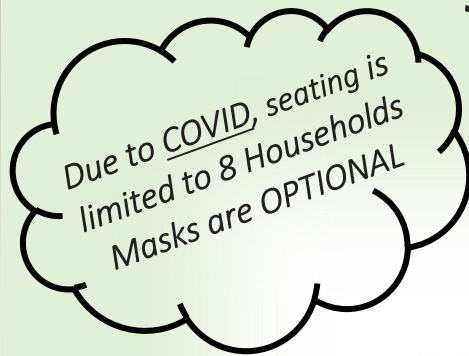 Due to COVID, seating is
limited to 8 Households
Masks are OPTIONAL